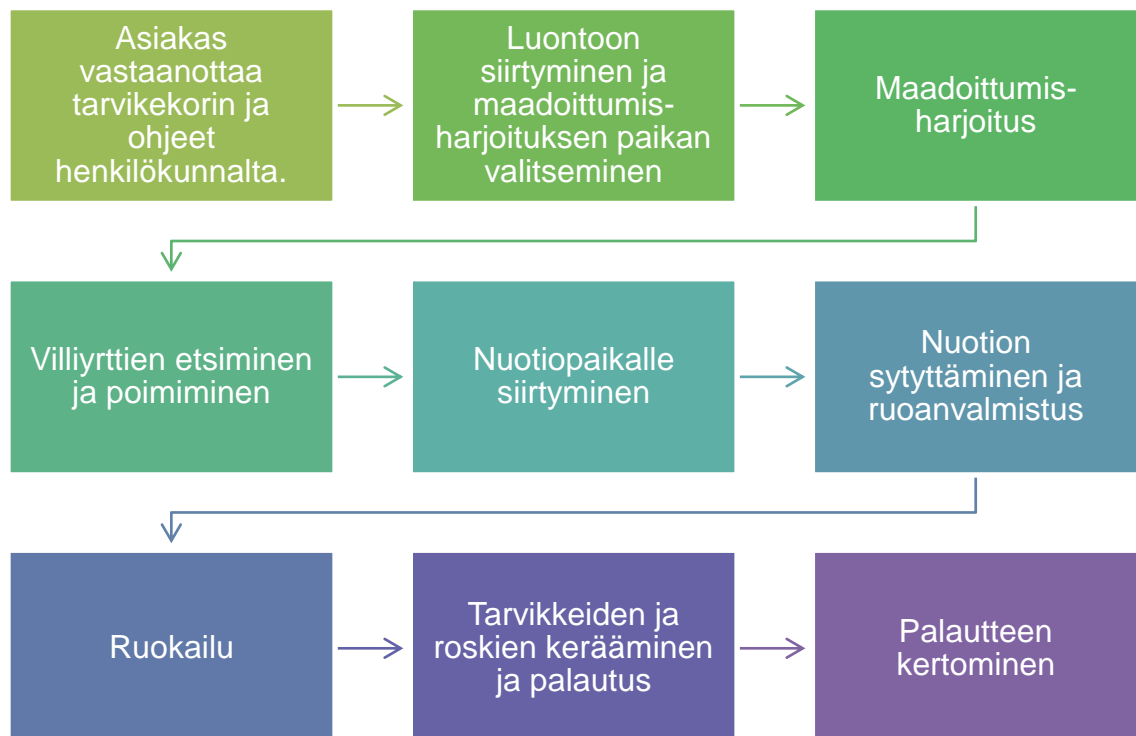 Asiakas
vastaanottaa
tarvikekorin ja
ohjeet
henkilökunnalta.
Luontoon
siirtyminen ja
maadoittumis-
harjoituksen paikan
valitseminen
Maadoittumis-
harjoitus
Villiyrttien etsiminen
ja poimiminen
Nuotiopaikalle
siirtyminen
Nuotion
sytyttäminen ja
ruoanvalmistus
Ruokailu
Tarvikkeiden ja
roskien kerääminen
ja palautus
Palautteen
kertominen